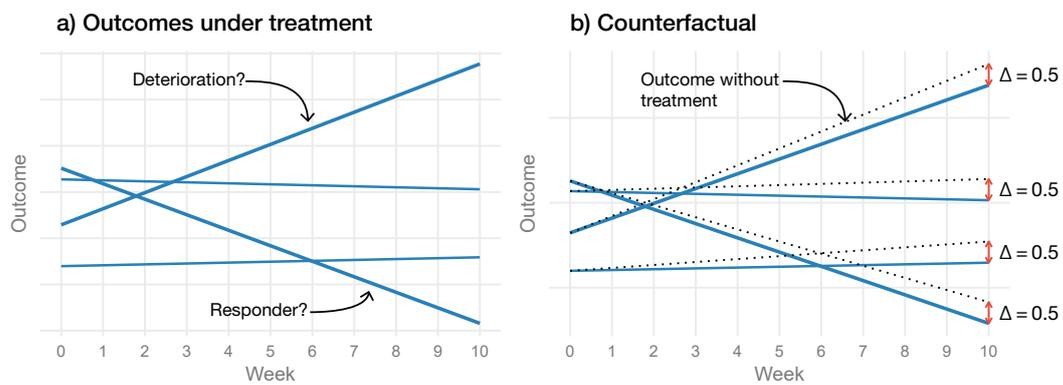 a) Outcomes under treatment
Deterioration?
Responder?
Outcome
0 1 2 3 4 5 6 7 8 9 10
Week
b) Counterfactual
Outcome without
treatment
Δ = 0.5
Δ = 0.5
Δ = 0.5
Δ = 0.5
Outcome
0 1 2 3 4 5 6 7 8 9 10
Week